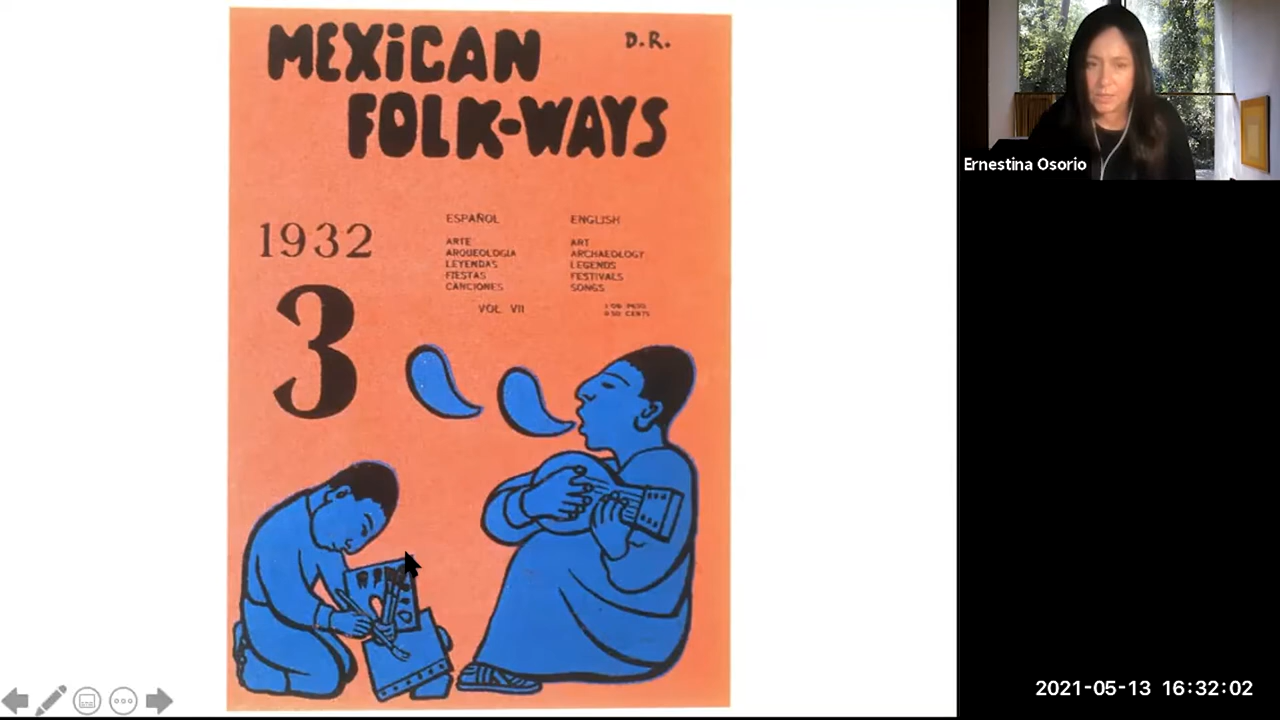 MEXiCAN
D.R.
FOLK-WAYS
1932
3
ESPAÑOL
ARTE
ARQUEOLOGIA
LEYENDAS
FIESTAS
CANCIONES
ENGLISH
ART
ARCHAEOLOGY
LEGENDS
FESTIVALS
SONGS
VOL. VII
Ernestina Osorio
2021-05-13 16:32:02